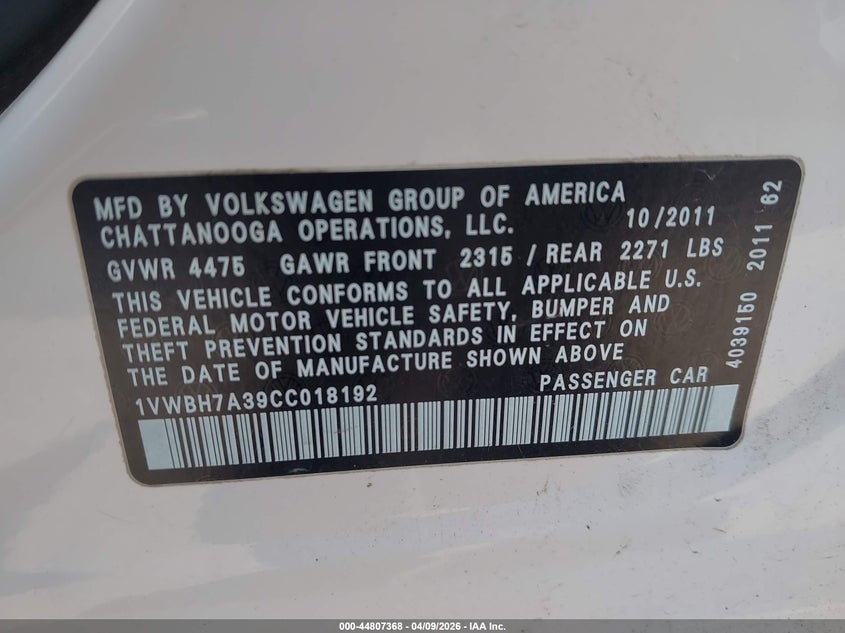 MFD BY VOLKSWAGEN GROUP OF AMERICA
CHATTANOOGA OPERATIONS, LLC. 10/2011
GVWR 4475 GAWR FRONT 2315 / REAR 2271 LBS
THIS VEHICLE CONFORMS TO ALL APPLICABLE U.S.
FEDERAL MOTOR VEHICLE SAFETY, BUMPER AND
THEFT PREVENTION STANDARDS IN EFFECT ON
THE DATE OF MANUFACTURE SHOWN ABOVE
1VWBH7A39CC018192 PASSENGER CAR
4039150 2011 62
000-44807368 | 04/09/2026 | IAA Inc.